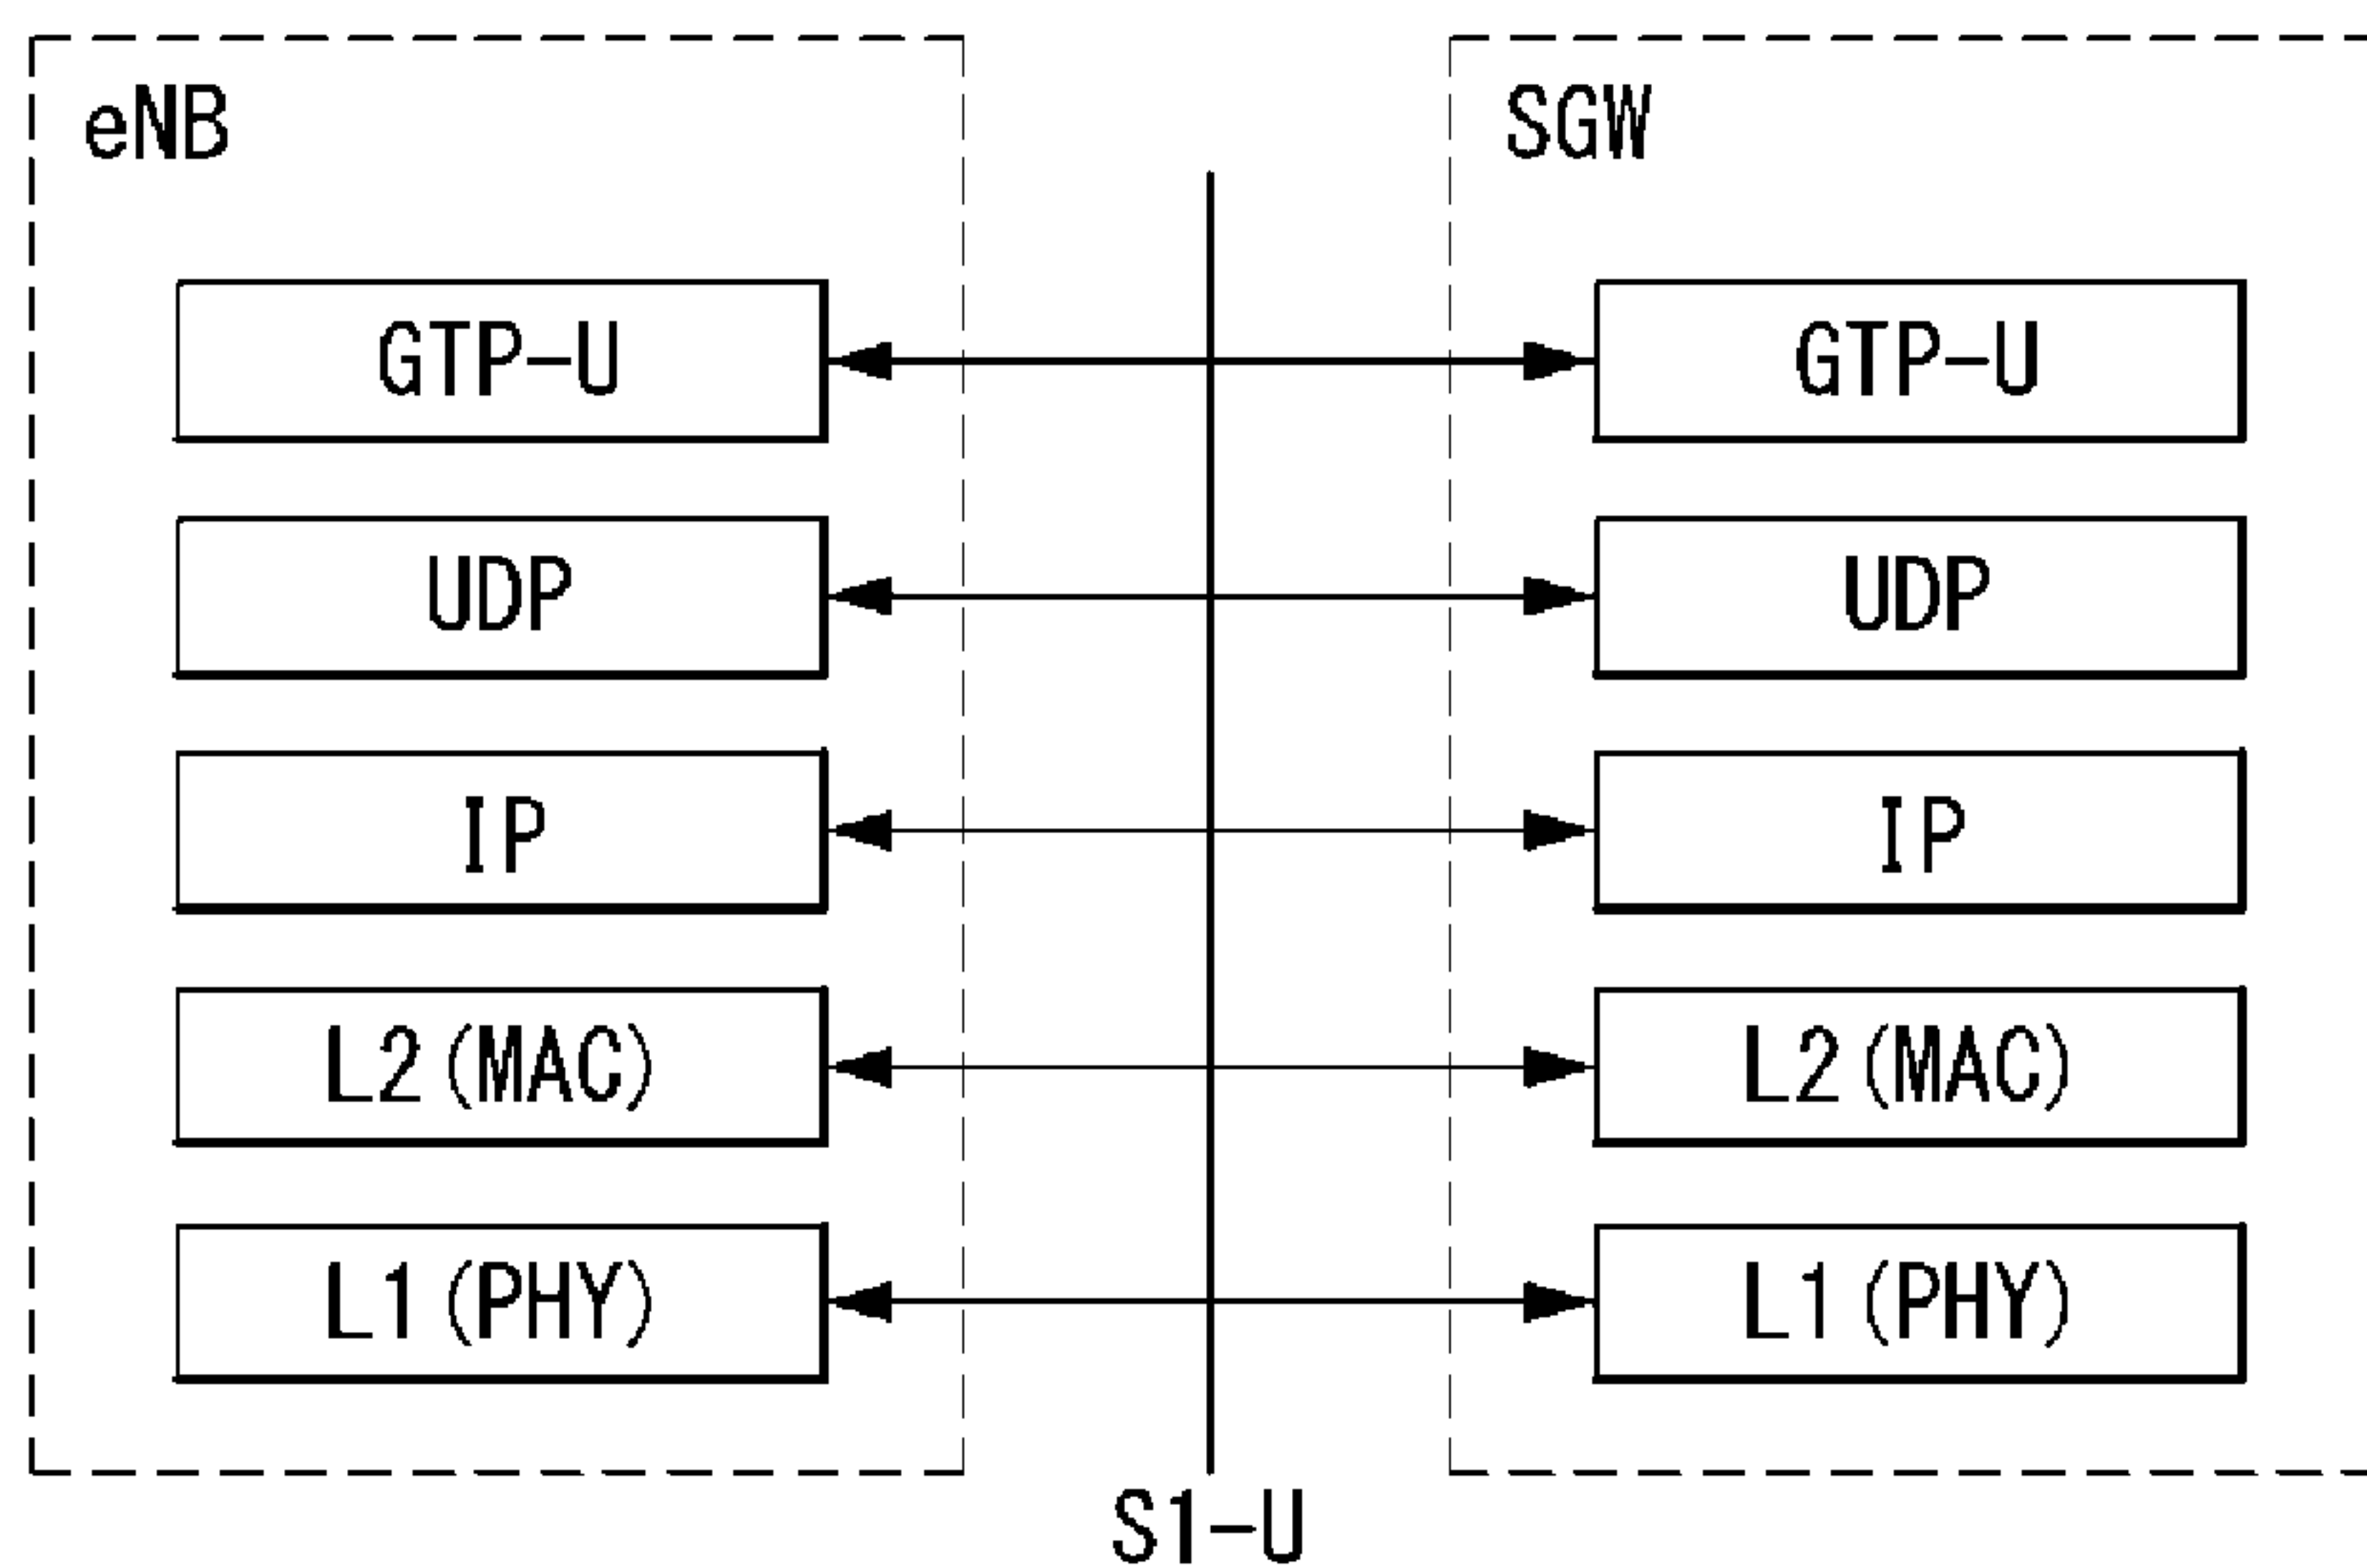 eNB
SGW
GTP-U
GTP-U
UDP
UDP
IP
IP
L2(MAC)
L2(MAC)
L1(PHY)
L1(PHY)
S1-U